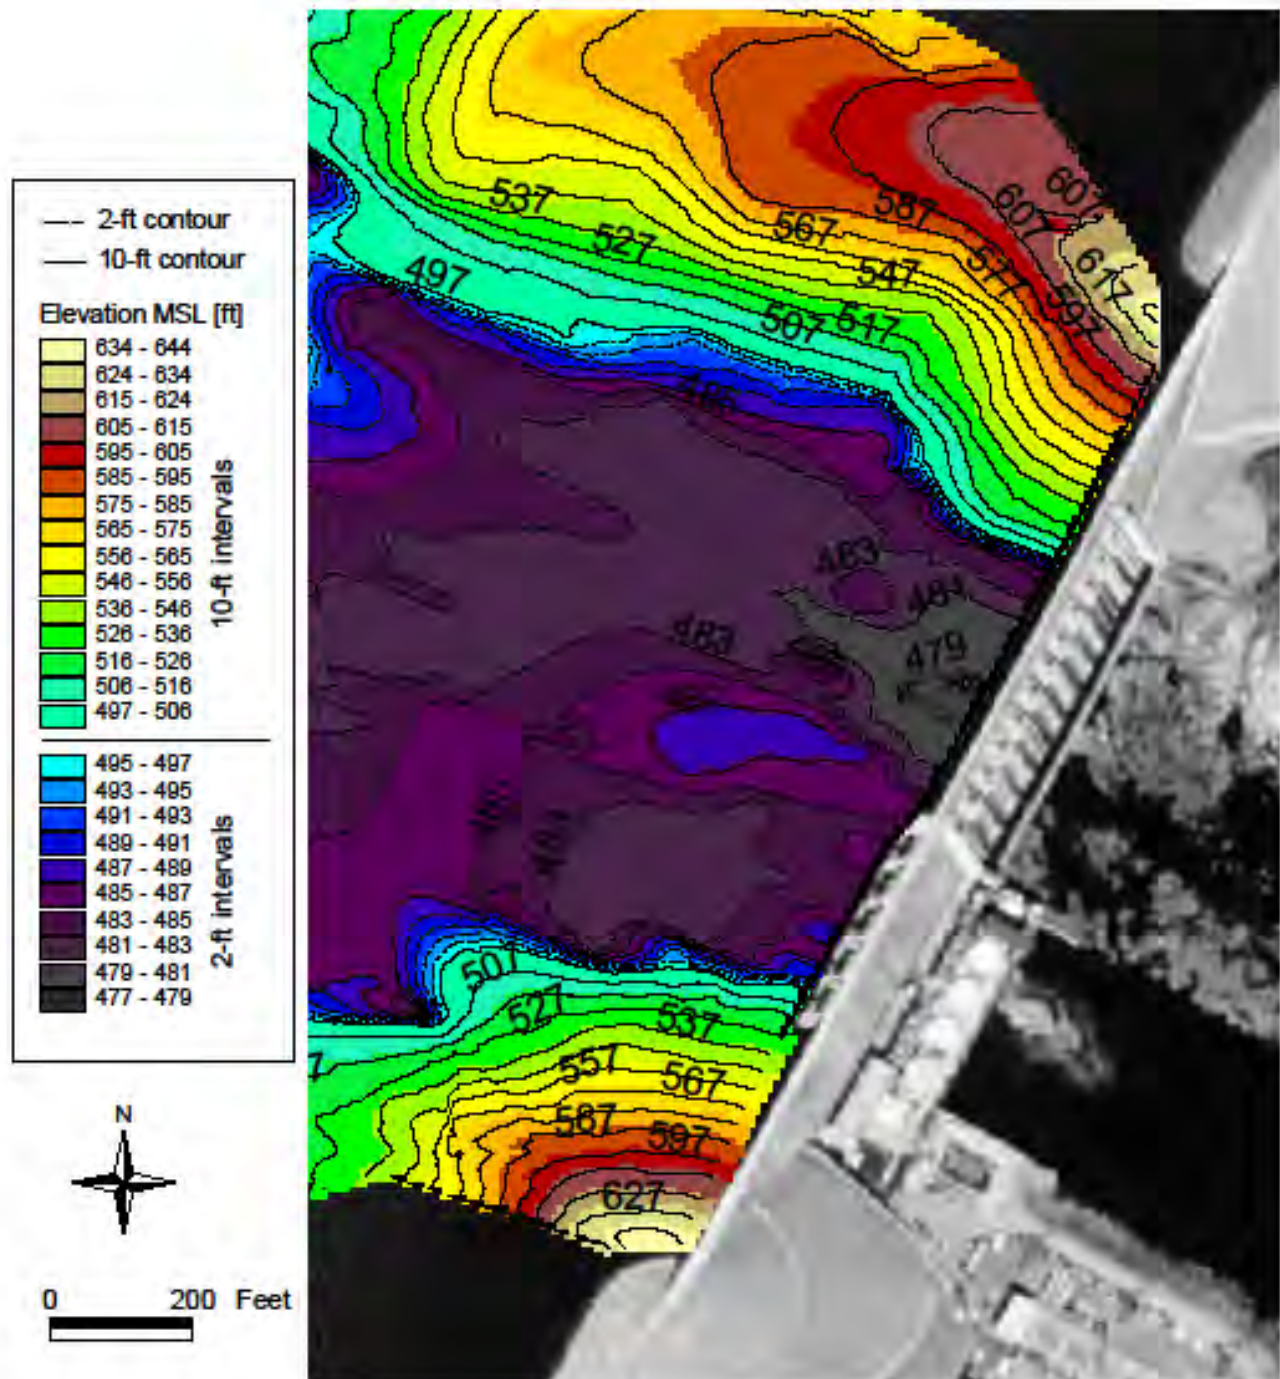 2-ft contour
10-ft contour
Elevation MSL [ft]
634 - 644
624 - 634
615 - 624
605 - 615
595 - 605
585 - 595
575 - 585
565 - 575
556 - 565
546 - 556
536 - 546
526 - 536
516 - 526
506 - 516
497 - 506
10-ft intervals
495 - 497
493 - 495
491 - 493
489 - 491
487 - 489
485 - 487
483 - 485
481 - 483
479 - 481
477 - 479
2-ft intervals
N
0 200 Feet
607
537
587
607
567
527
577
547
617
497
597
507 517
483
481
483
479
507
527
537
557
567
587
597
627